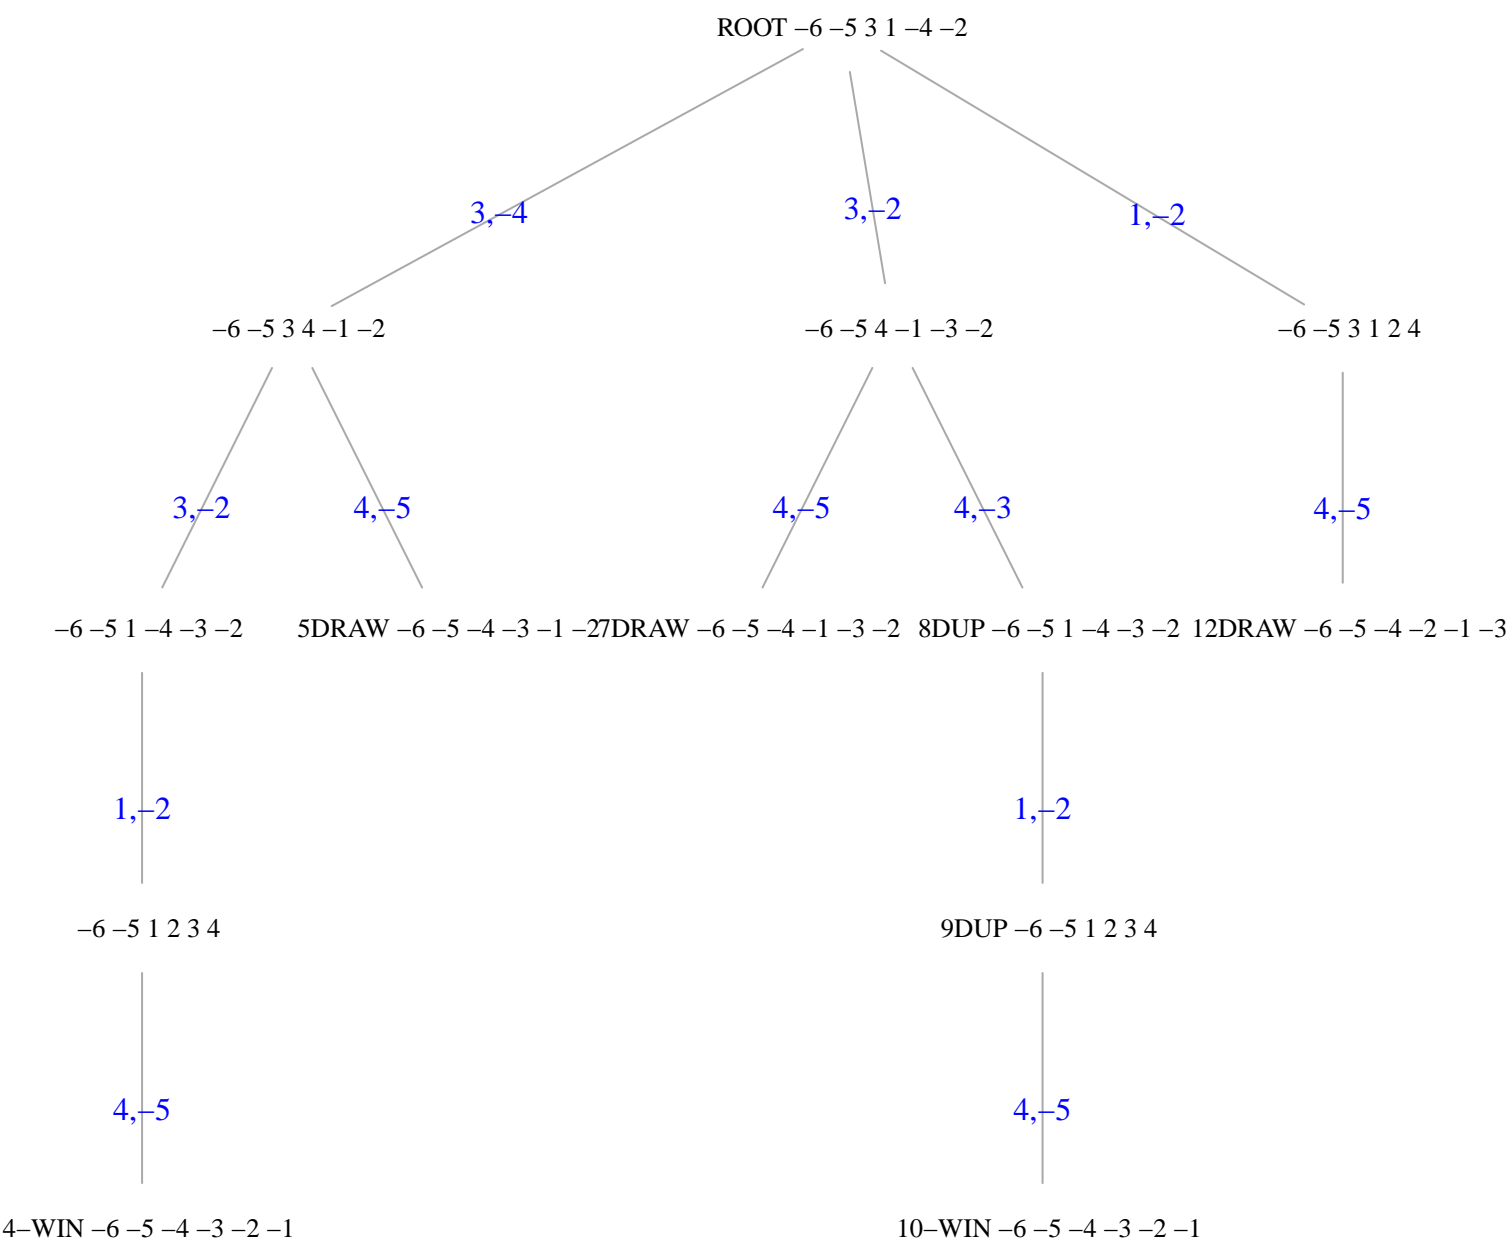 ROOT –6 –5 3 1 –4 –2
3,–4
3,–2
1,–2
–6 –5 3 4 –1 –2
–6 –5 4 –1 –3 –2
–6 –5 3 1 2 4
3,–2
4,–5
4,–5
4,–3
4,–5
–6 –5 1 –4 –3 –2
5DRAW –6 –5 –4 –3 –1 –2
7DRAW –6 –5 –4 –1 –3 –2
8DUP –6 –5 1 –4 –3 –2
12DRAW –6 –5 –4 –2 –1 –3
1,–2
1,–2
–6 –5 1 2 3 4
9DUP –6 –5 1 2 3 4
4,–5
4,–5
4–WIN –6 –5 –4 –3 –2 –1
10–WIN –6 –5 –4 –3 –2 –1